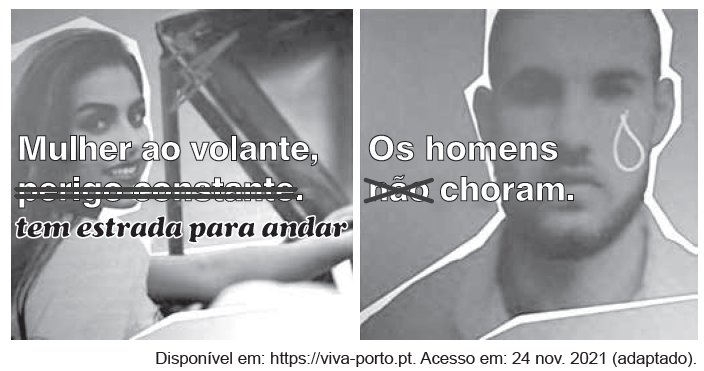 Mulher ao volante,
perigo constante.
tem estrada para andar
Os homens
não choram.
Disponível em: https://viva-porto.pt. Acesso em: 24 nov. 2021 (adaptado).